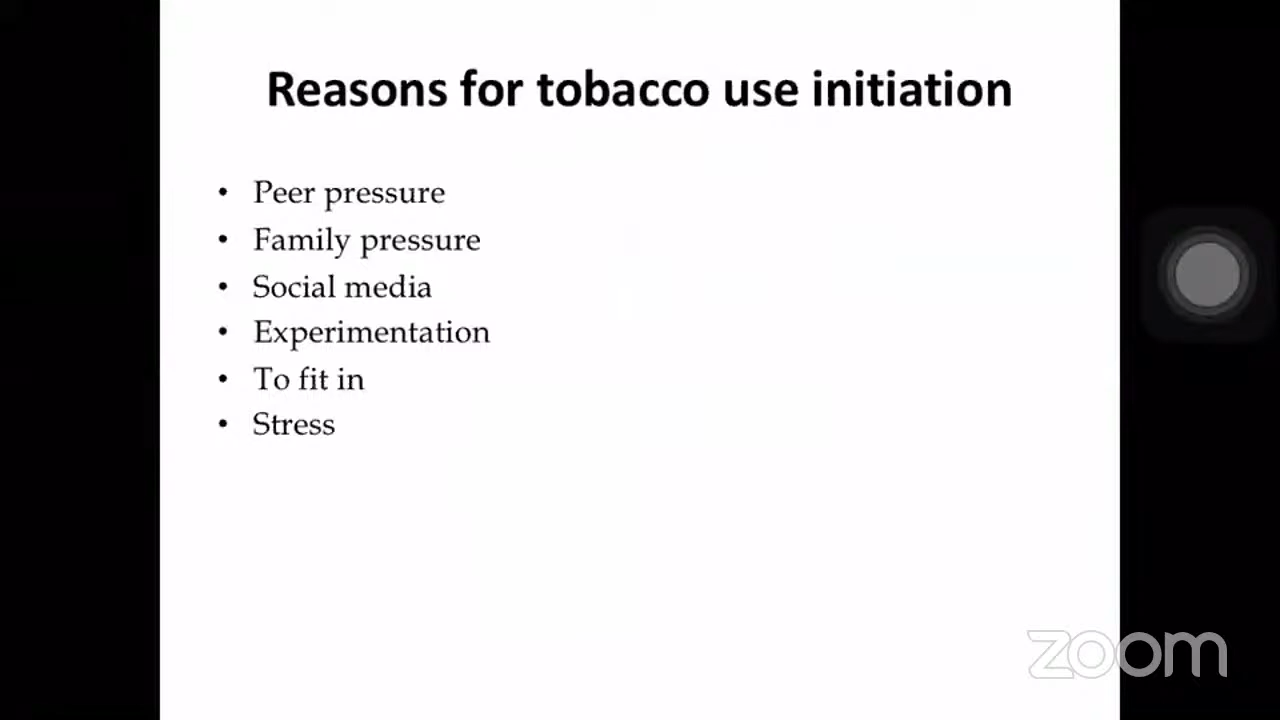 Reasons for tobacco use initiation
• Peer pressure
• Family pressure
• Social media
• Experimentation
• To fit in
• Stress
zoom